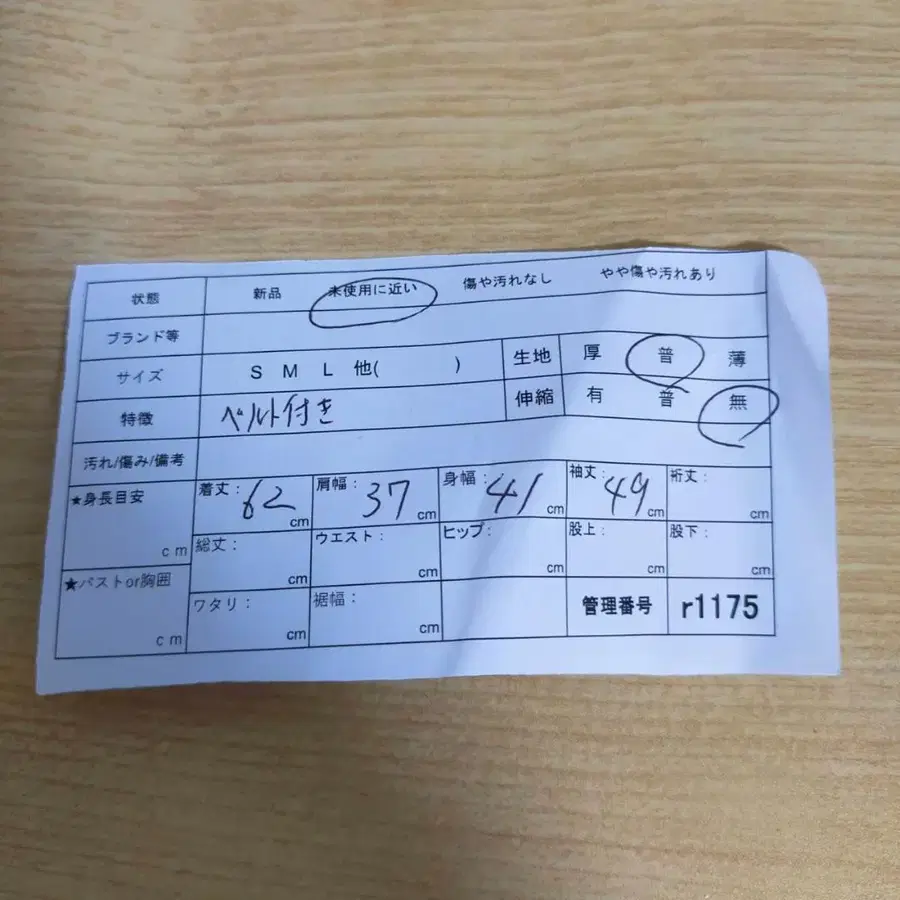 状態 新品 未使用に近い 傷や汚れなし やや傷や汚れあり
ブランド等
サイズ S M L 他( ) 生地 厚 普 薄
特徴 ベルト付き 伸縮 有 普 無
汚れ/傷み/備考
★身長目安 cm 着丈: 62 cm 肩幅: 37 cm 身幅: 41 cm 袖丈: 49 cm 裄丈: cm
総丈: cm ウエスト: cm ヒップ: cm 股上: cm 股下: cm
★バストor胸囲 cm ワタリ: cm 裾幅: cm 管理番号 r1175